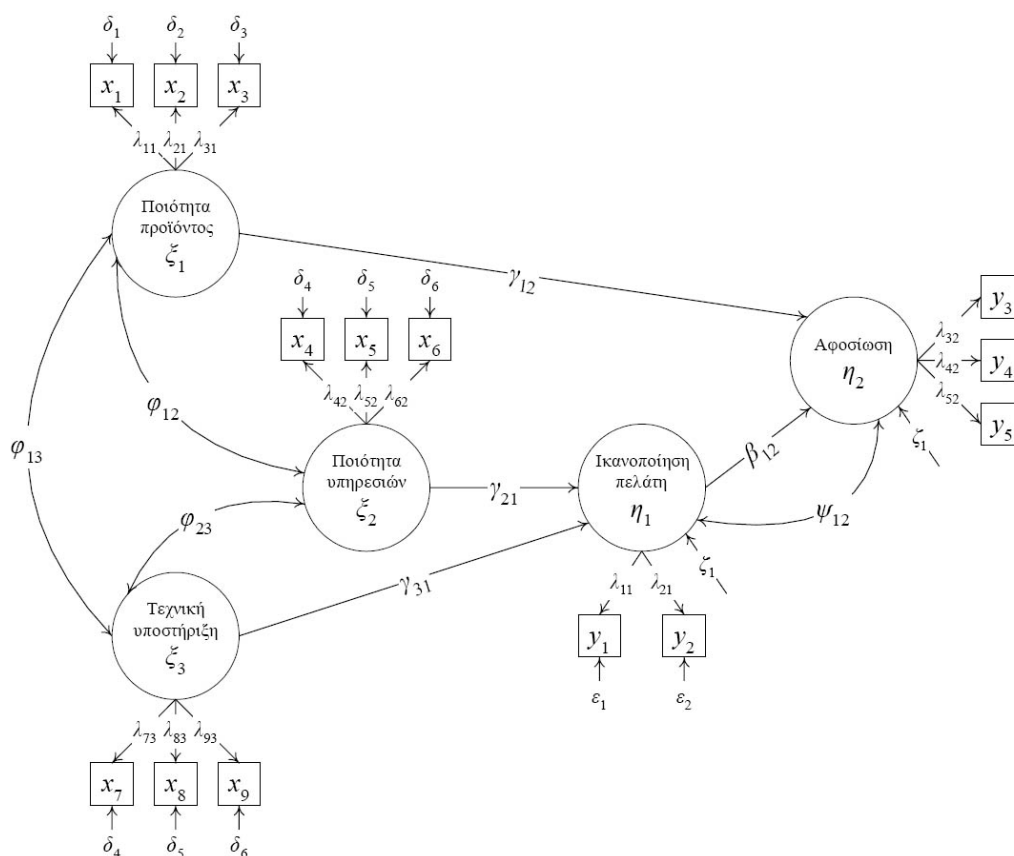 δ1 δ2 δ3
x1 x2 x3
λ11 λ21 λ31
Ποιότητα
προϊόντος
ξ1
γ12
δ4 δ5 δ6
x4 x5 x6
λ42 λ52 λ62
φ12
φ13
Ποιότητα
υπηρεσιών
ξ2
γ21
φ23
Ικανοποίηση
πελάτη
η1
β12
Αφοσίωση
η2
λ32 y3
λ42 y4
λ52 y5
ζ1
ψ12
ζ1
λ11 λ21
y1 y2
ε1 ε2
Τεχνική
υποστήριξη
ξ3
γ31
λ73 λ83 λ93
x7 x8 x9
δ4 δ5 δ6